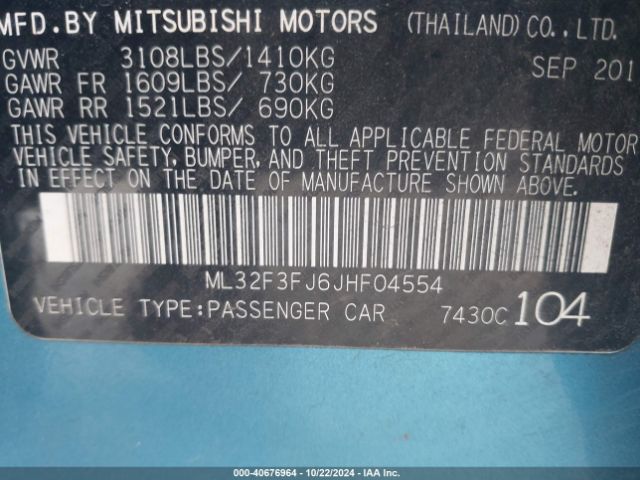 MFD.BY MITSUBISHI MOTORS (THAILAND)CO.,LTD.
GVWR 3108LBS/1410KG SEP 201
GAWR FR 1609LBS/ 730KG
GAWR RR 1521LBS/ 690KG
THIS VEHICLE CONFORMS TO ALL APPLICABLE FEDERAL MOTOR
VEHICLE SAFETY, BUMPER, AND THEFT PREVENTION STANDARDS
IN EFFECT ON THE DATE OF MANUFACTURE SHOWN ABOVE.
ML32F3FJ6JHF04554
VEHICLE TYPE:PASSENGER CAR 7430C 104
000-40676964 - 10/22/2024 - IAA Inc.